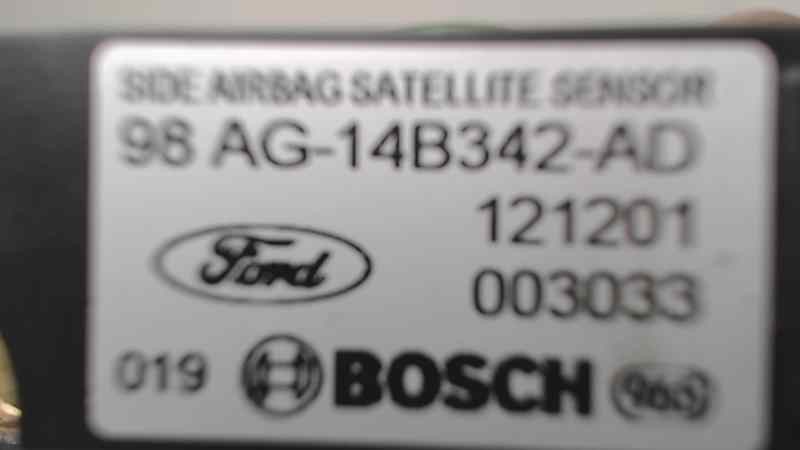 SIDE AIRBAG SATELLITE SENSOR
98 AG-14B342-AD
121201
Ford
003033
019 BOSCH